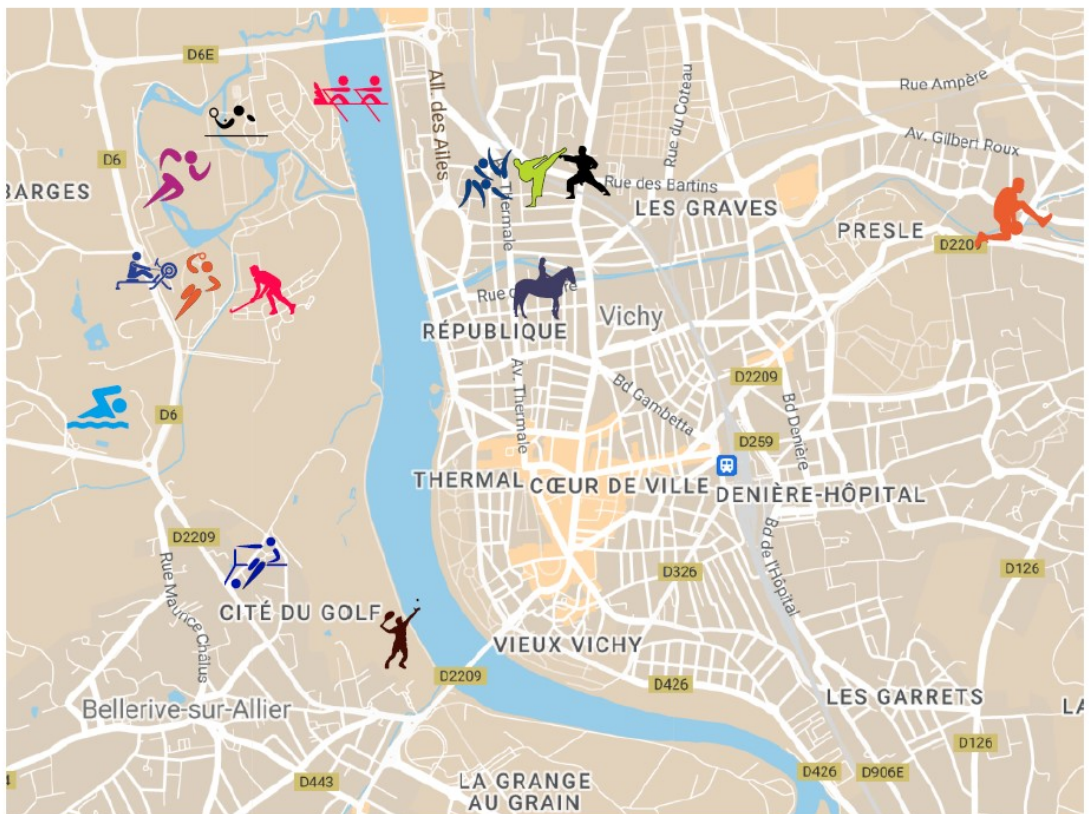 D6E
All. des Ailes
Rue du Coteau
Rue Ampère
Av. Gilbert Roux
D6
BARGES
Thermale
Rue des Bartins
LES GRAVES
PRESLE
D2209
RÉPUBLIQUE
Vichy
Av. Thermale
Bd Gambetta
D2209
Bd Denière
D6
D259
THERMAL
CŒUR DE VILLE
DENIÈRE-HÔPITAL
D2209
Rue Maurice Chalus
D326
Bd de l'Hôpital
D126
CITÉ DU GOLF
VIEUX VICHY
D2209
D426
LES GARRETS
Bellerive-sur-Allier
LA
D126
D443
LA GRANGE
AU GRAIN
D426
D906E
4